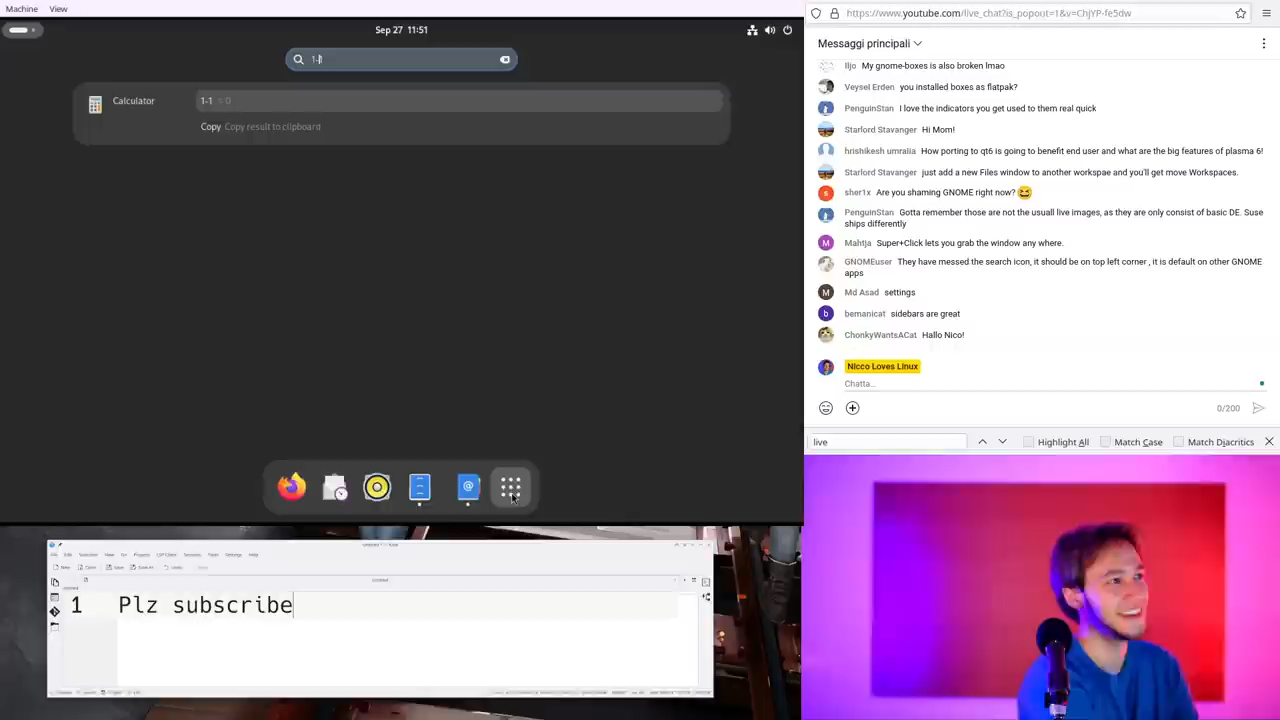 Machine View
Sep 27 11:51
1-1
Calculator
1-1 = 0
Copy Copy result to clipboard
1 Plz subscribe
https://www.youtube.com/live_chat?is_popout=1&v=ChjYP-fe5dw
Messaggi principali
Iljo My gnome-boxes is also broken lmao
Veysel Erden you installed boxes as flatpak?
PenguinStan I love the indicators you get used to them real quick
Starlord Stavanger Hi Mom!
hrishikesh umralia How porting to qt6 is going to benefit end user and what are the big features of plasma 6!
Starlord Stavanger just add a new Files window to another workspae and you'll get move Workspaces.
sher1x Are you shaming GNOME right now?
PenguinStan Gotta remember those are not the usuall live images, as they are only consist of basic DE. Suse
ships differently
Mahtja Super+Click lets you grab the window any where.
GNOMEuser They have messed the search icon, it should be on top left corner , it is default on other GNOME
apps
Md Asad settings
bemanicat sidebars are great
ChonkyWantsACat Hallo Nico!
Nicco Loves Linux
Chatta...
0/200
live
Highlight All Match Case Match Diacritics